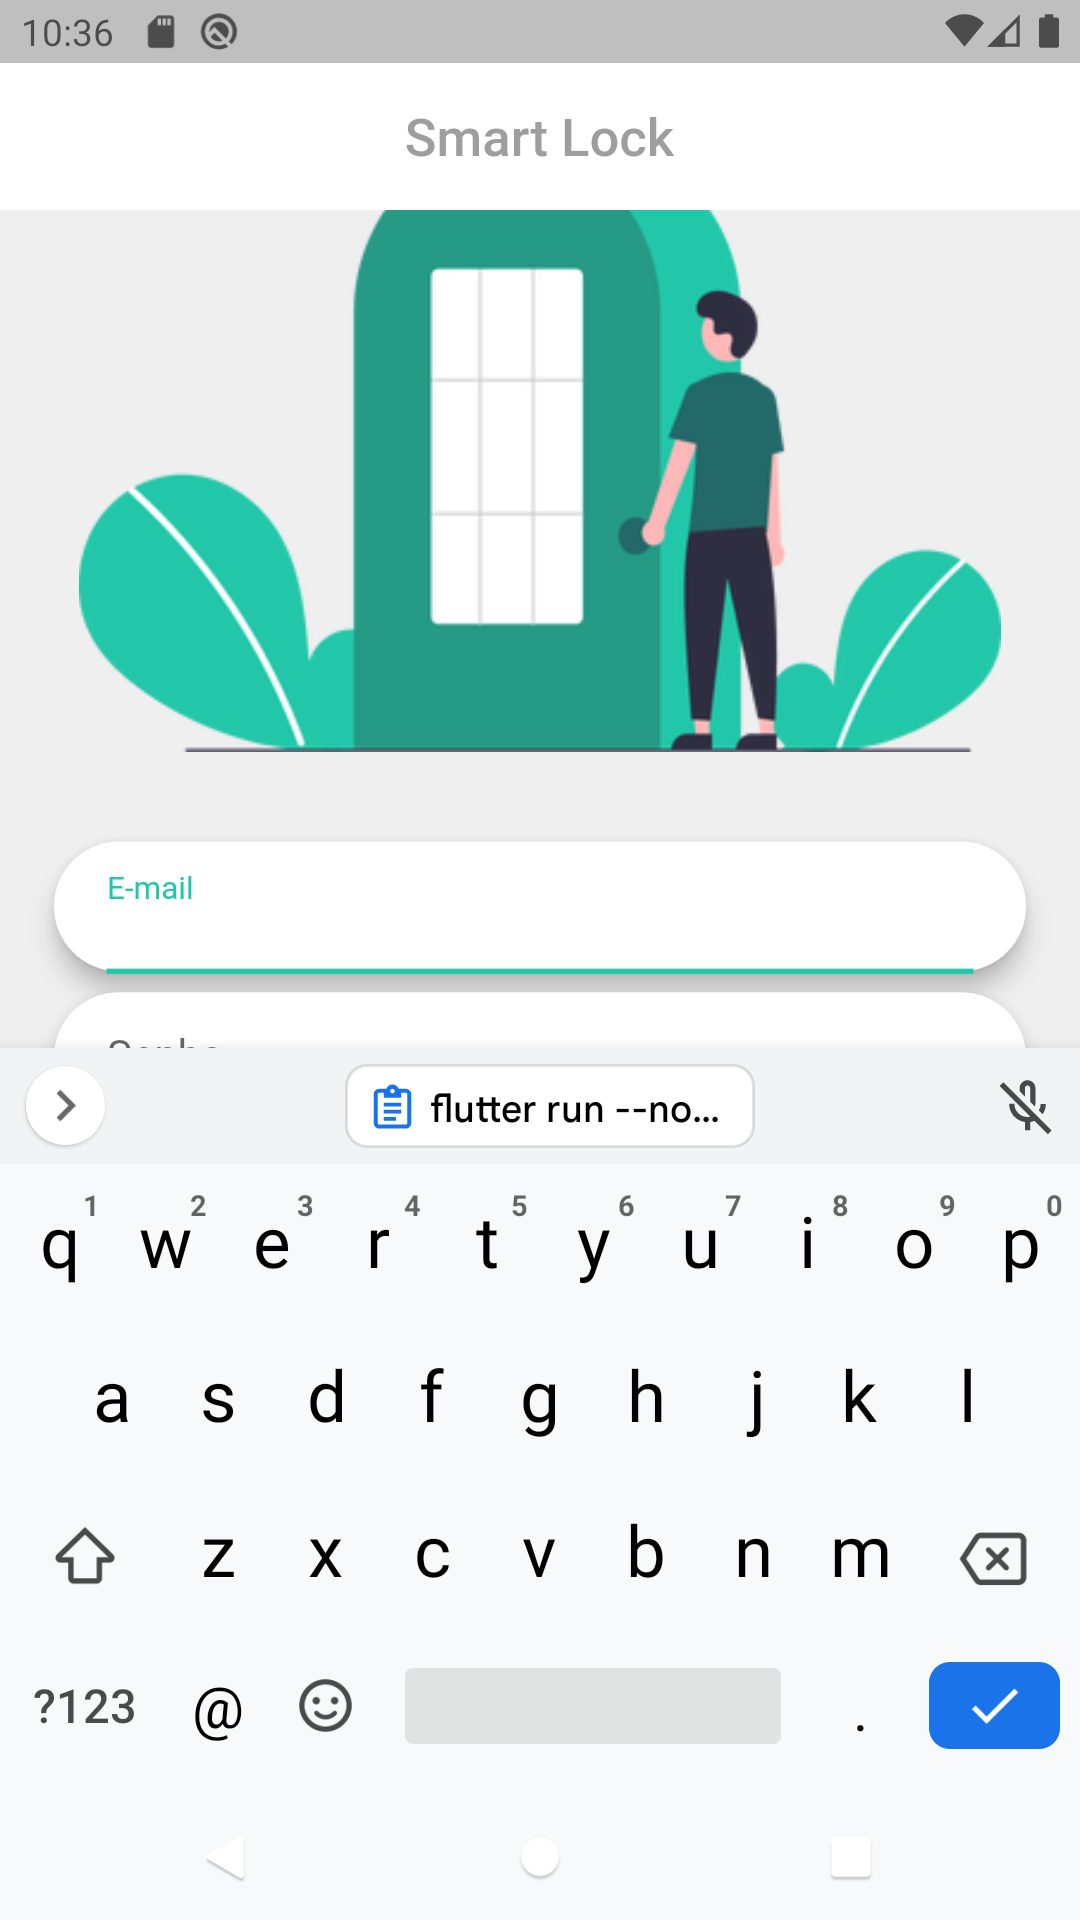 10:36
Smart Lock
E-mail
flutter run --no...
1 2 3 4 5 6 7 8 9 0
q w e r t y u i o p
a s d f g h j k l
z x c v b n m
?123 @ .